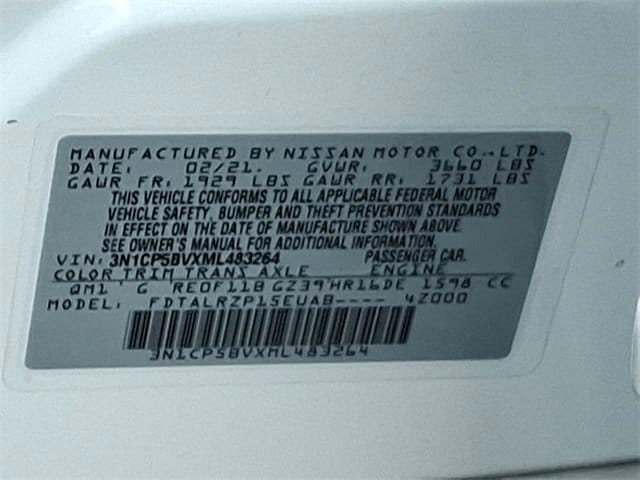 MANUFACTURED BY NISSAN MOTOR CO.,LTD.
DATE: 02/21. GVWR: 3660 LBS
GAWR FR: 1929 LBS GAWR RR: 1731 LBS
THIS VEHICLE CONFORMS TO ALL APPLICABLE FEDERAL MOTOR
VEHICLE SAFETY, BUMPER AND THEFT PREVENTION STANDARDS
IN EFFECT ON THE DATE OF MANUFACTURE SHOWN ABOVE.
SEE OWNER'S MANUAL FOR ADDITIONAL INFORMATION.
VIN: 3N1CP5BVXML483264 PASSENGER CAR.
COLOR TRIM TRANS AXLE ENGINE
QM1' G RE0F11B GZ39'HR16DE 1598 CC
MODEL: FDTALRZP15EUAB---- 4Z000
3N1CP5BVXML483264